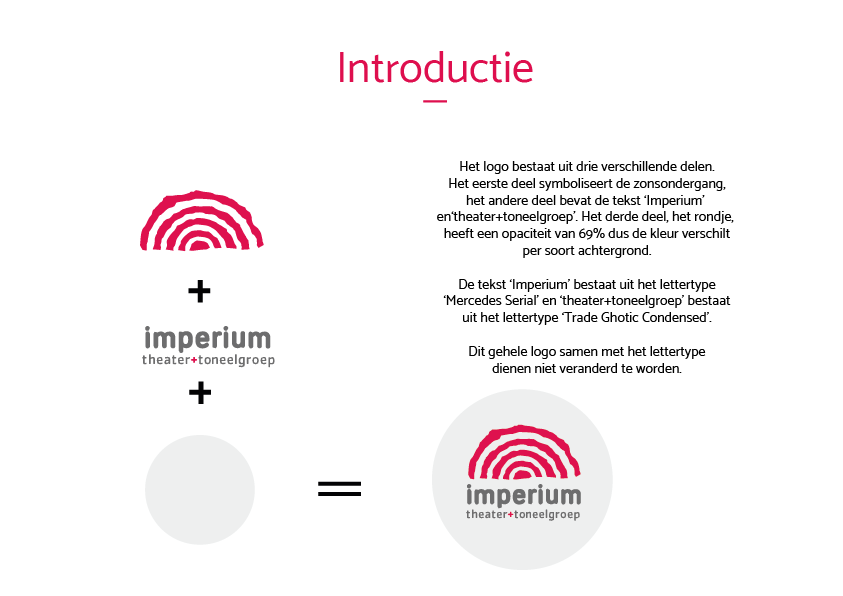 Introductie
Het logo bestaat uit drie verschillende delen.
Het eerste deel symboliseert de zonsondergang,
het andere deel bevat de tekst ‘Imperium’
en‘theater+toneelgroep’. Het derde deel, het rondje,
heeft een opaciteit van 69% dus de kleur verschilt
per soort achtergrond.
De tekst ‘Imperium’ bestaat uit het lettertype
‘Mercedes Serial’ en ‘theater+toneelgroep’ bestaat
uit het lettertype ‘Trade Ghotic Condensed’.
Dit gehele logo samen met het lettertype
dienen niet veranderd te worden.
+
imperium
theater+toneelgroep
+
=
imperium
theater+toneelgroep